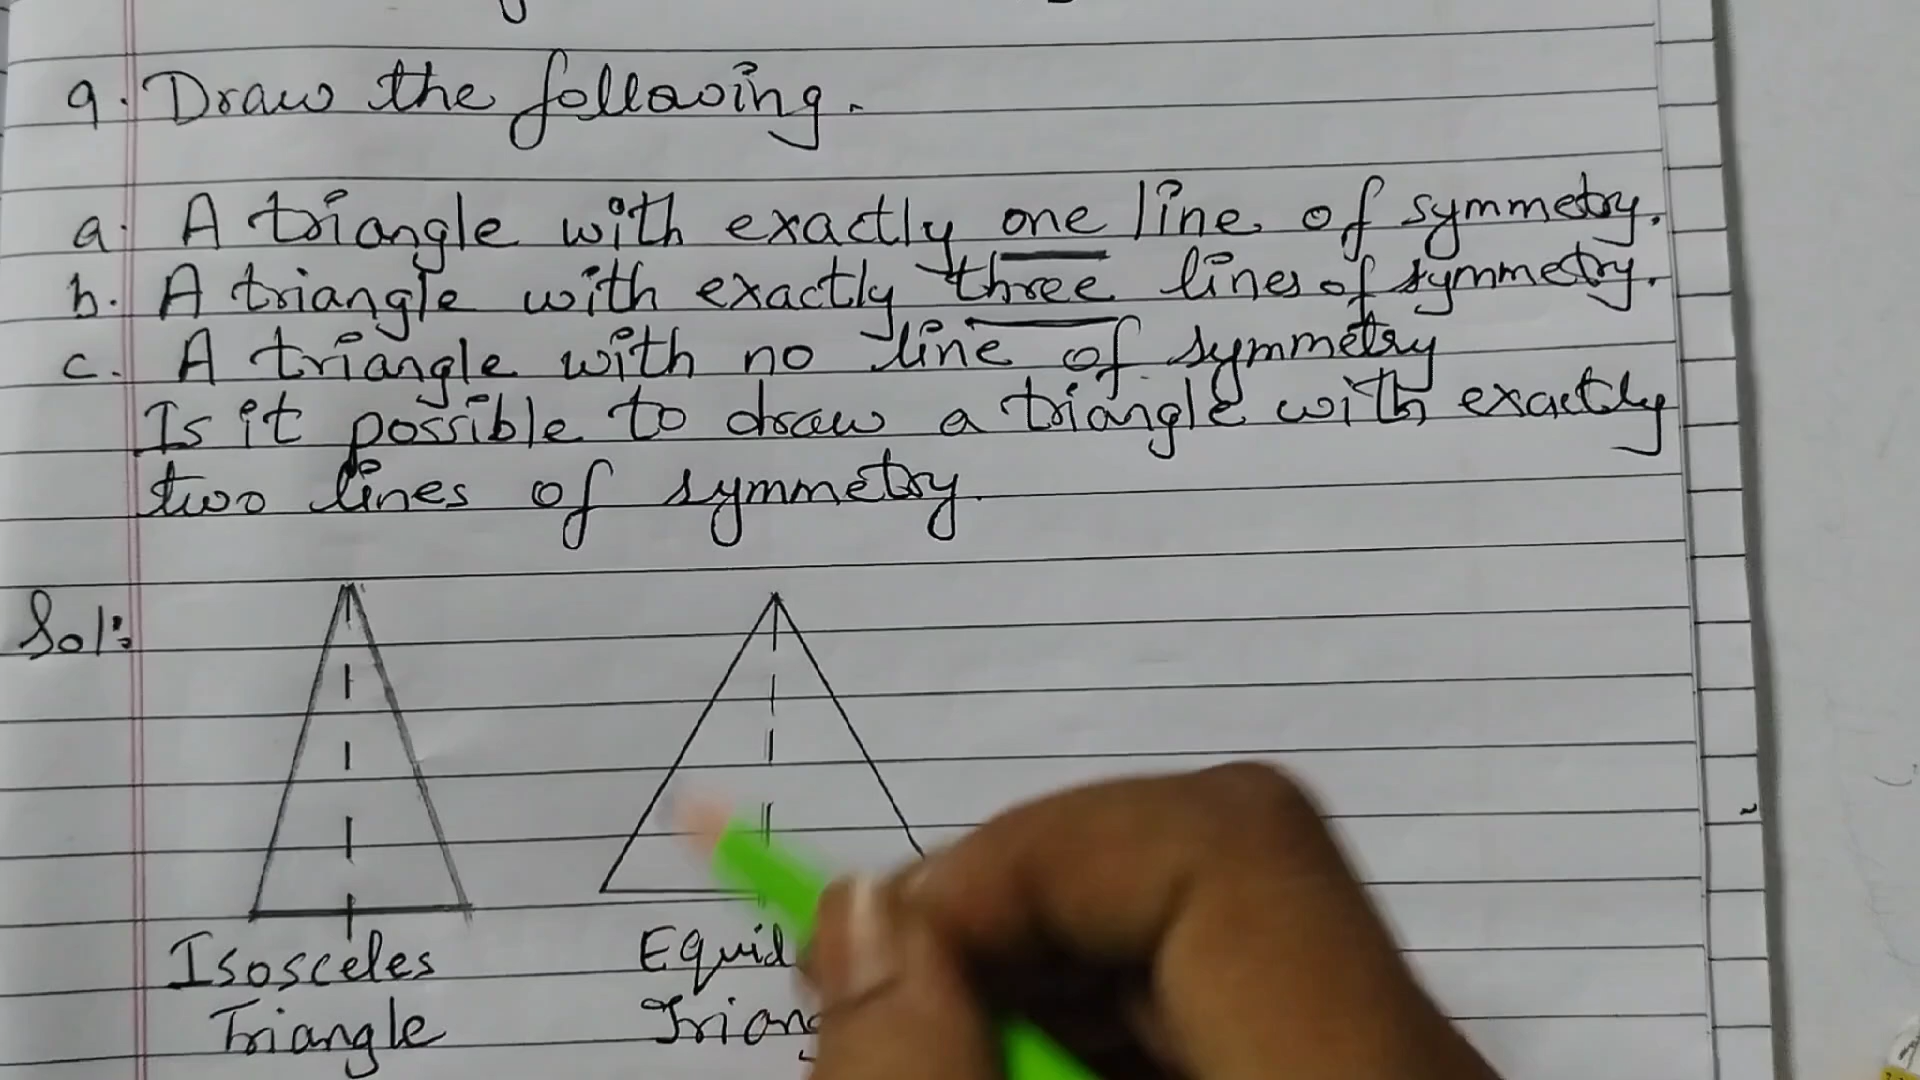 9. Draw the following.
a. A triangle with exactly one line of symmetry.
b. A triangle with exactly three lines of symmetry.
c. A triangle with no line of symmetry
Is it possible to draw a triangle with exactly
two lines of symmetry.
Sol:
Isosceles
Triangle
Equid
Triang